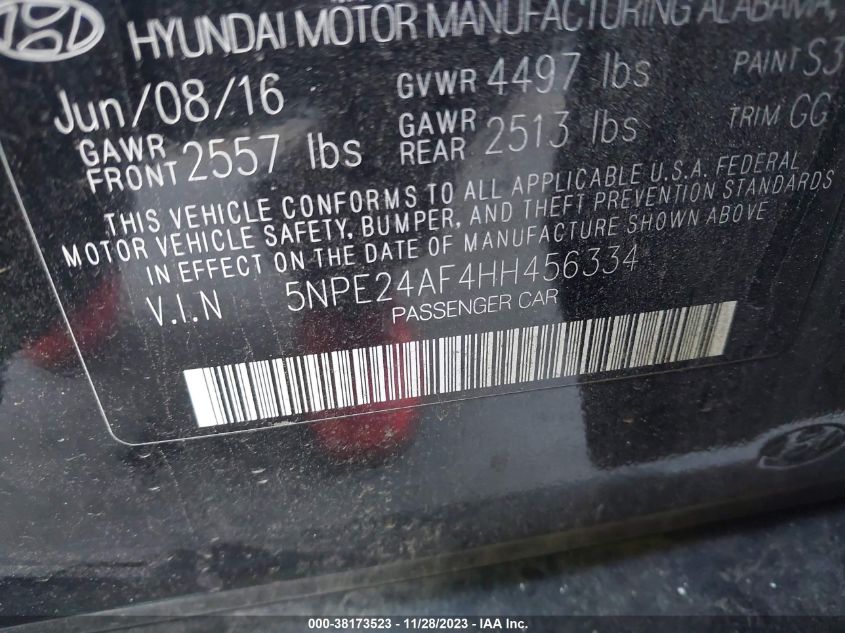 HYUNDAI MOTOR MANUFACTURING ALABAMA,
Jun/08/16 GVWR 4497 lbs PAINT S3
GAWR FRONT 2557 lbs GAWR REAR 2513 lbs TRIM GG
THIS VEHICLE CONFORMS TO ALL APPLICABLE U.S.A. FEDERAL
MOTOR VEHICLE SAFETY, BUMPER, AND THEFT PREVENTION STANDARDS
IN EFFECT ON THE DATE OF MANUFACTURE SHOWN ABOVE
V.I.N 5NPE24AF4HH456334
PASSENGER CAR
000-38173523 - 11/28/2023 - IAA Inc.